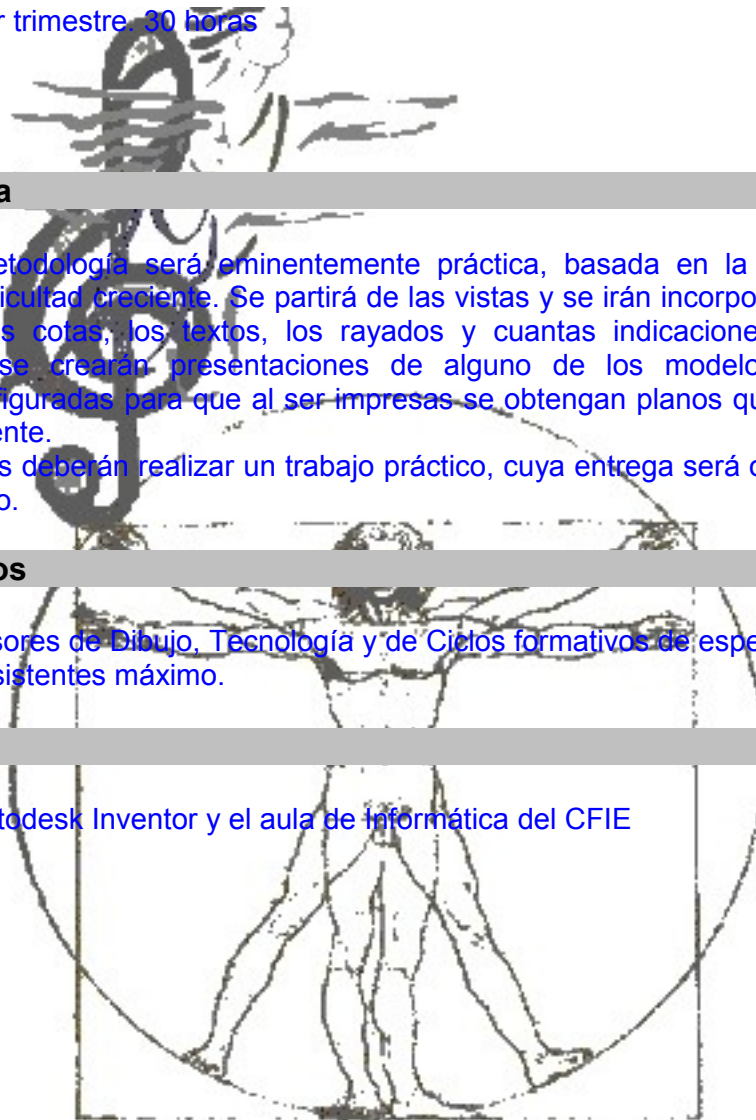 r trimestre. 30 horas
a
etodología será eminentemente práctica, basada en la
icultad creciente. Se partirá de las vistas y se irán incorpo
s cotas, los textos, los rayados y cuantas indicacione
se crearán presentaciones de alguno de los modelo
figuradas para que al ser impresas se obtengan planos qu
ente.
s deberán realizar un trabajo práctico, cuya entrega será c
o.
os
sores de Dibujo, Tecnología y de Ciclos formativos de espe
sistentes máximo.
todesk Inventor y el aula de Informática del CFIE